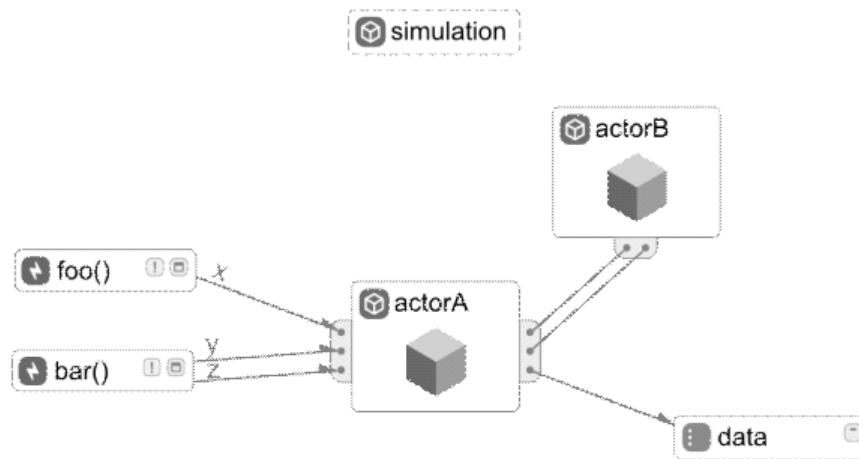 simulation
actorB
foo()
x
actorA
y
bar()
z
data